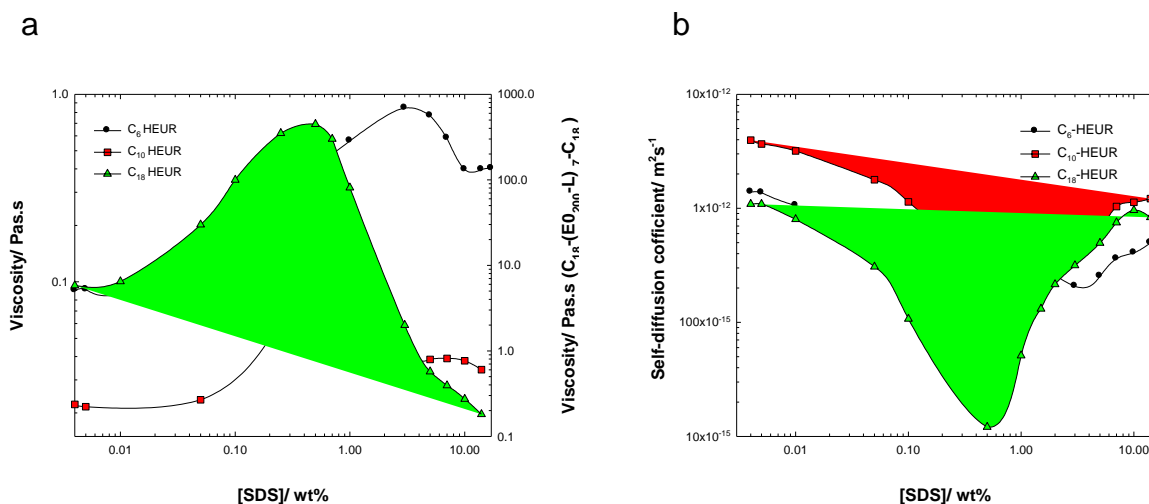 a
b
Viscosity/ Pas.s
1.0
0.1
C6 HEUR
C10 HEUR
C18 HEUR
1000.0
100.0
10.0
1.0
0.1
Viscosity/ Pas.s (C18-(E0200-L) 7-C18)
0.01
0.10
1.00
10.00
[SDS]/ wt%
Self-diffusion cofficient/ m2s-1
10x10-12
1x10-12
100x10-15
10x10-15
C6-HEUR
C10-HEUR
C18-HEUR
0.01
0.10
1.00
10.00
[SDS]/ wt%